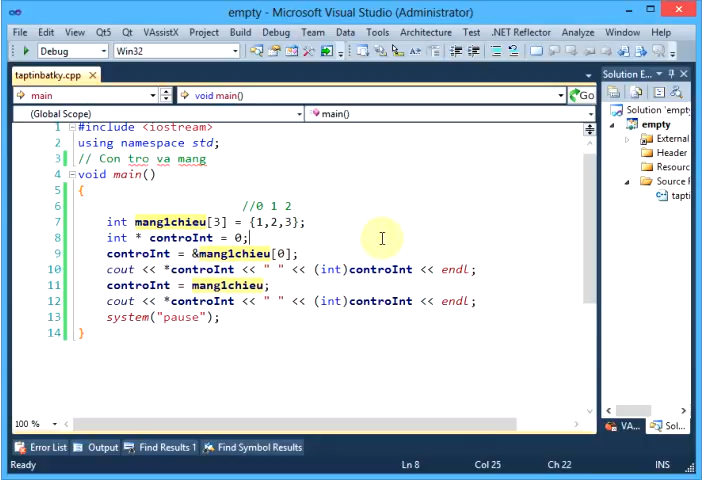 empty - Microsoft Visual Studio (Administrator)
File Edit View Qt5 Qt VAssistX Project Build Debug Team Data Tools Architecture Test .NET Reflector Analyze Window Help
Debug Win32
taptinbatky.cpp
Solution E...
main void main() Go
(Global Scope) main()
Solution 'empty
empty
External
Header
Resourc
Source F
tapti
1 #include <iostream>
2 using namespace std;
3 // Con tro va mang
4 void main()
5 {
6 //0 1 2
7 int mang1chieu[3] = {1,2,3};
8 int * controInt = 0;
9 controInt = &mang1chieu[0];
10 cout << *controInt << " " << (int)controInt << endl;
11 controInt = mang1chieu;
12 cout << *controInt << " " << (int)controInt << endl;
13 system("pause");
14 }
100 %
VA... Sol...
Error List Output Find Results 1 Find Symbol Results
Ready Ln 8 Col 25 Ch 22 INS